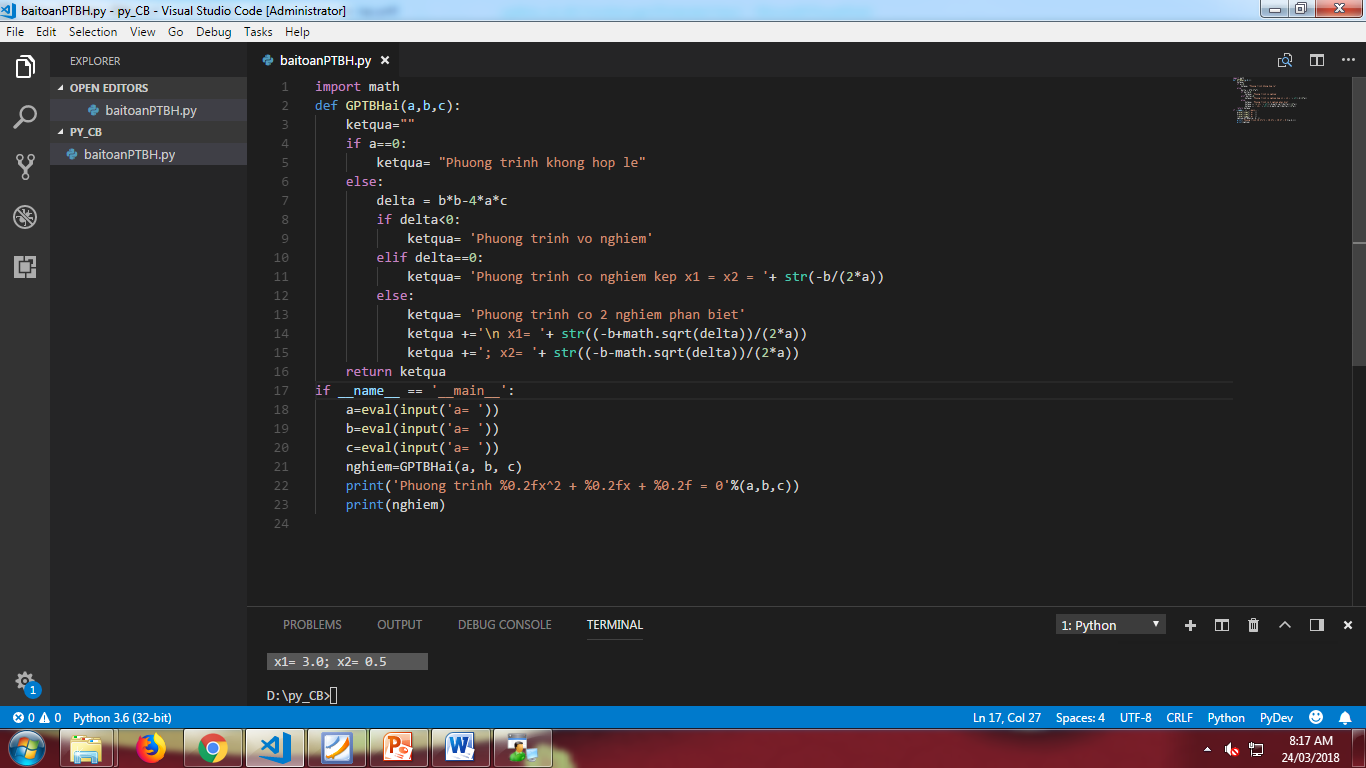 baitoanPTBH.py - py_CB - Visual Studio Code [Administrator]
File Edit Selection View Go Debug Tasks Help
EXPLORER
OPEN EDITORS
baitoanPTBH.py
PY_CB
baitoanPTBH.py
baitoanPTBH.py
1 import math
2 def GPTBHai(a,b,c):
3 ketqua=""
4 if a==0:
5 ketqua= "Phuong trinh khong hop le"
6 else:
7 delta = b*b-4*a*c
8 if delta<0:
9 ketqua= 'Phuong trinh vo nghiem'
10 elif delta==0:
11 ketqua= 'Phuong trinh co nghiem kep x1 = x2 = '+ str(-b/(2*a))
12 else:
13 ketqua= 'Phuong trinh co 2 nghiem phan biet'
14 ketqua +='\n x1= '+ str((-b+math.sqrt(delta))/(2*a))
15 ketqua +='; x2= '+ str((-b-math.sqrt(delta))/(2*a))
16 return ketqua
17 if __name__ == '__main__':
18 a=eval(input('a= '))
19 b=eval(input('a= '))
20 c=eval(input('a= '))
21 nghiem=GPTBHai(a, b, c)
22 print('Phuong trinh %0.2fx^2 + %0.2fx + %0.2f = 0'%(a,b,c))
23 print(nghiem)
24
PROBLEMS OUTPUT DEBUG CONSOLE TERMINAL 1: Python
x1= 3.0; x2= 0.5
D:\py_CB>
1
0 0 Python 3.6 (32-bit) Ln 17, Col 27 Spaces: 4 UTF-8 CRLF Python PyDev
8:17 AM
24/03/2018